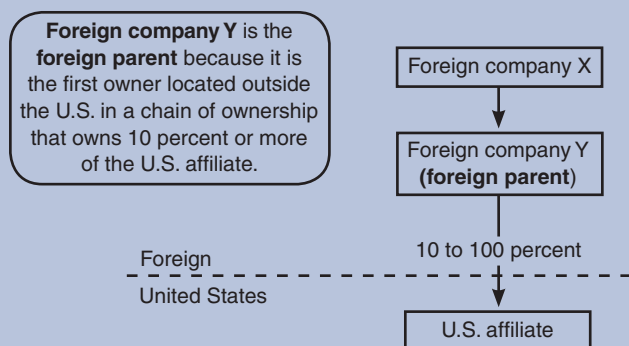 Foreign company Y is the
foreign parent because it is
the first owner located outside
the U.S. in a chain of ownership
that owns 10 percent or more
of the U.S. affiliate.
Foreign company X
Foreign company Y
(foreign parent)
10 to 100 percent
Foreign
United States
U.S. affiliate